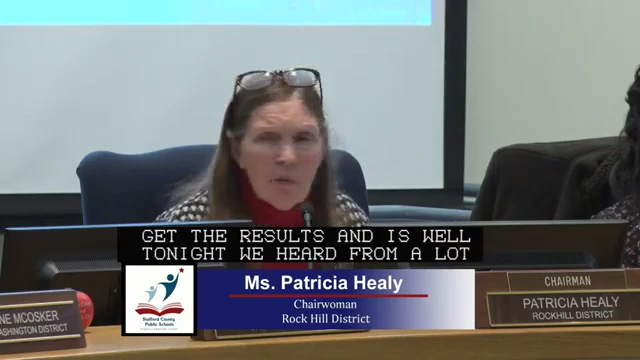 GET THE RESULTS AND IS WELL
TONIGHT WE HEARD FROM A LOT
Ms. Patricia Healy
Chairwoman
Rock Hill District
Stafford County
Public Schools
NE MCOSKER
ASHINGTON DISTRICT
CHAIRMAN
PATRICIA HEALY
ROCKHILL DISTRICT